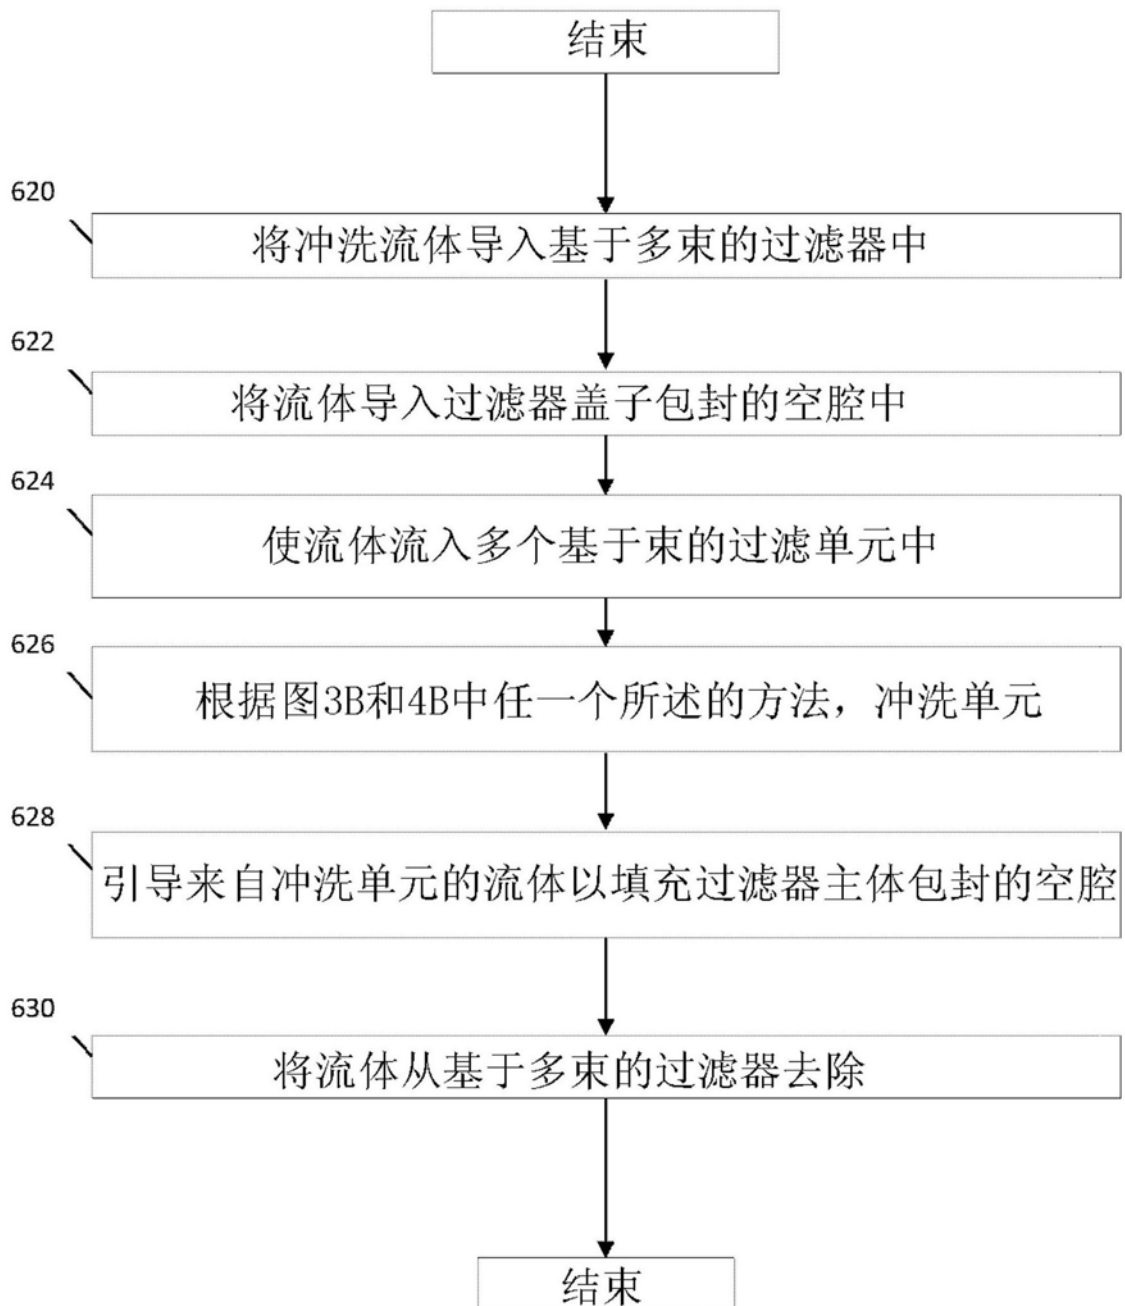 结束
620
将冲洗流体导入基于多束的过滤器中
622
将流体导入过滤器盖子包封的空腔中
624
使流体流入多个基于束的过滤单元中
626
根据图3B和4B中任一个所述的方法，冲洗单元
628
引导来自冲洗单元的流体以填充过滤器主体包封的空腔
630
将流体从基于多束的过滤器去除
结束